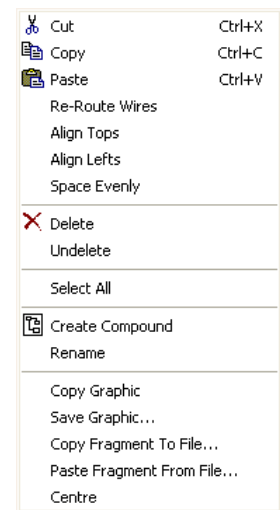 Cut Ctrl+X
Copy Ctrl+C
Paste Ctrl+V
Re-Route Wires
Align Tops
Align Lefts
Space Evenly
Delete
Undelete
Select All
Create Compound
Rename
Copy Graphic
Save Graphic...
Copy Fragment To File...
Paste Fragment From File...
Centre